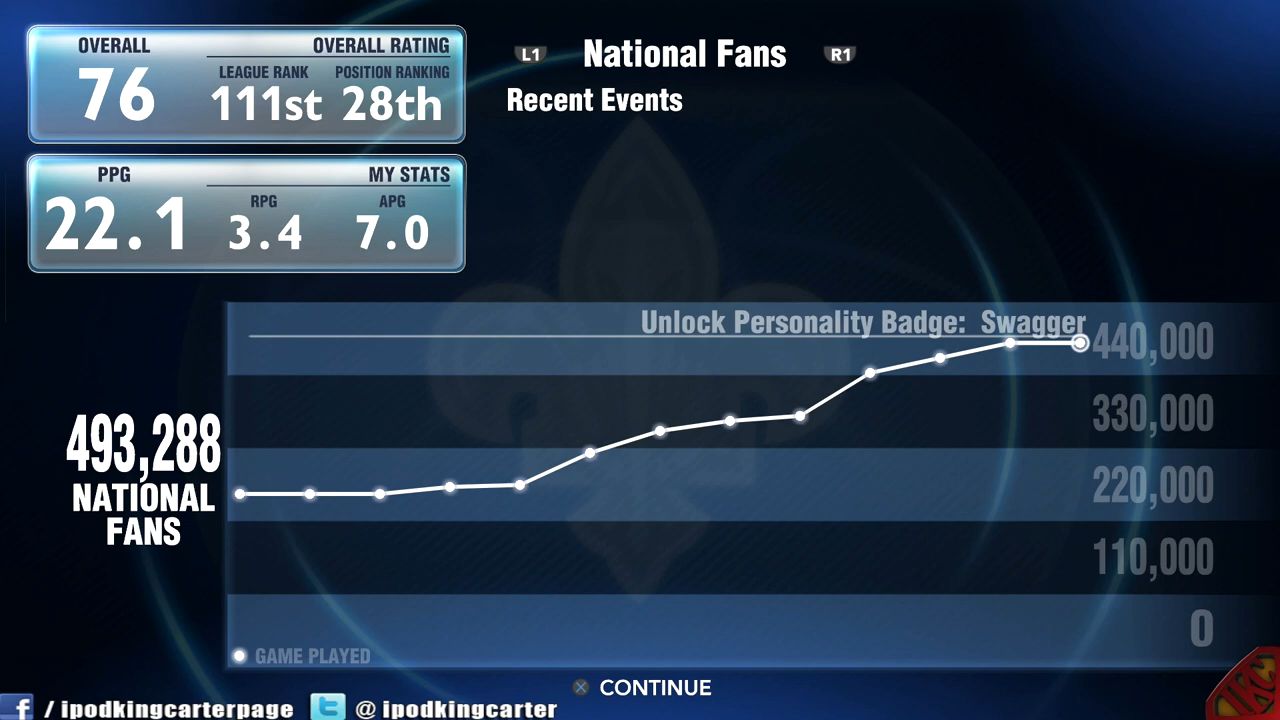 OVERALL
OVERALL RATING
76
LEAGUE RANK
POSITION RANKING
111st
28th
PPG
MY STATS
22.1
RPG
APG
3.4
7.0
L1
National Fans
R1
Recent Events
Unlock Personality Badge: Swagger
440,000
330,000
220,000
110,000
0
493,288
NATIONAL
FANS
GAME PLAYED
CONTINUE
f / ipodkingcarterpage
t @ ipodkingcarter
IKC